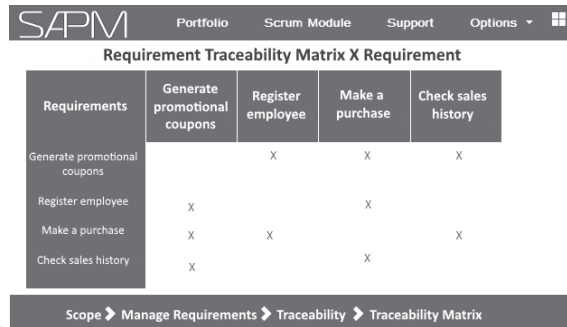 SAPM Portfolio Scrum Module Support Options
Requirement Traceability Matrix X Requirement
Requirements Generate promotional coupons Register employee Make a purchase Check sales history
Generate promotional coupons X X X
Register employee X X
Make a purchase X X X
Check sales history X X
Scope > Manage Requirements > Traceability > Traceability Matrix